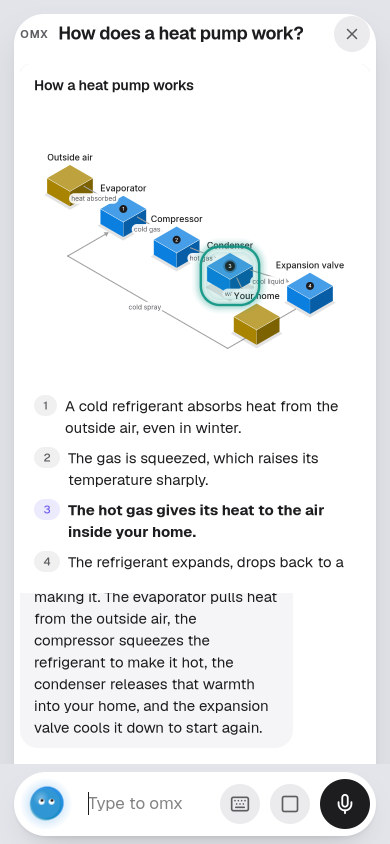 OMX How does a heat pump work?
How a heat pump works
Outside air
Evaporator
heat absorbed
1
Compressor
cold gas
2
Condenser
hot gas
3
Expansion valve
cool liquid
4
Your home
cold spray
1 A cold refrigerant absorbs heat from the
outside air, even in winter.
2 The gas is squeezed, which raises its
temperature sharply.
3 The hot gas gives its heat to the air
inside your home.
4 The refrigerant expands, drops back to a
making it. The evaporator pulls heat
from the outside air, the
compressor squeezes the
refrigerant to make it hot, the
condenser releases that warmth
into your home, and the expansion
valve cools it down to start again.
Type to omx